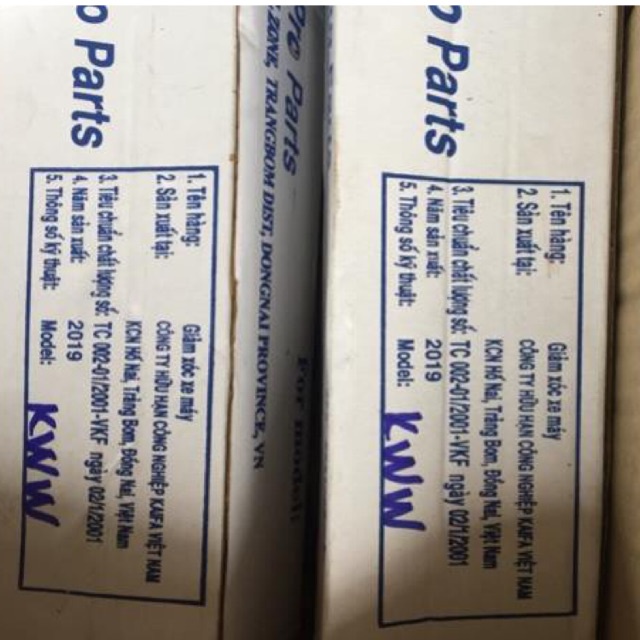 o Parts
1. Tên hàng: Giảm xóc xe máy
2. Sản xuất tại: CÔNG TY HỮU HẠN CÔNG NGHIỆP KAIFA VIỆT NAM
KCN Hố Nai, Trảng Bom, Đồng Nai, Việt Nam
3. Tiêu chuẩn chất lượng số: TC 002-01/2001-VKF ngày 02/1/2001
4. Năm sản xuất: 2019
5. Thông số kỹ thuật: Model: KWW
Pro Parts
ZONE, TRANGBOM DIST, DONGNAI PROVINCE, VN
For model:
o Parts
1. Tên hàng: Giảm xóc xe máy
2. Sản xuất tại: CÔNG TY HỮU HẠN CÔNG NGHIỆP KAIFA VIỆT NAM
KCN Hố Nai, Trảng Bom, Đồng Nai, Việt Nam
3. Tiêu chuẩn chất lượng số: TC 002-01/2001-VKF ngày 02/1/2001
4. Năm sản xuất: 2019
5. Thông số kỹ thuật: Model: KWW